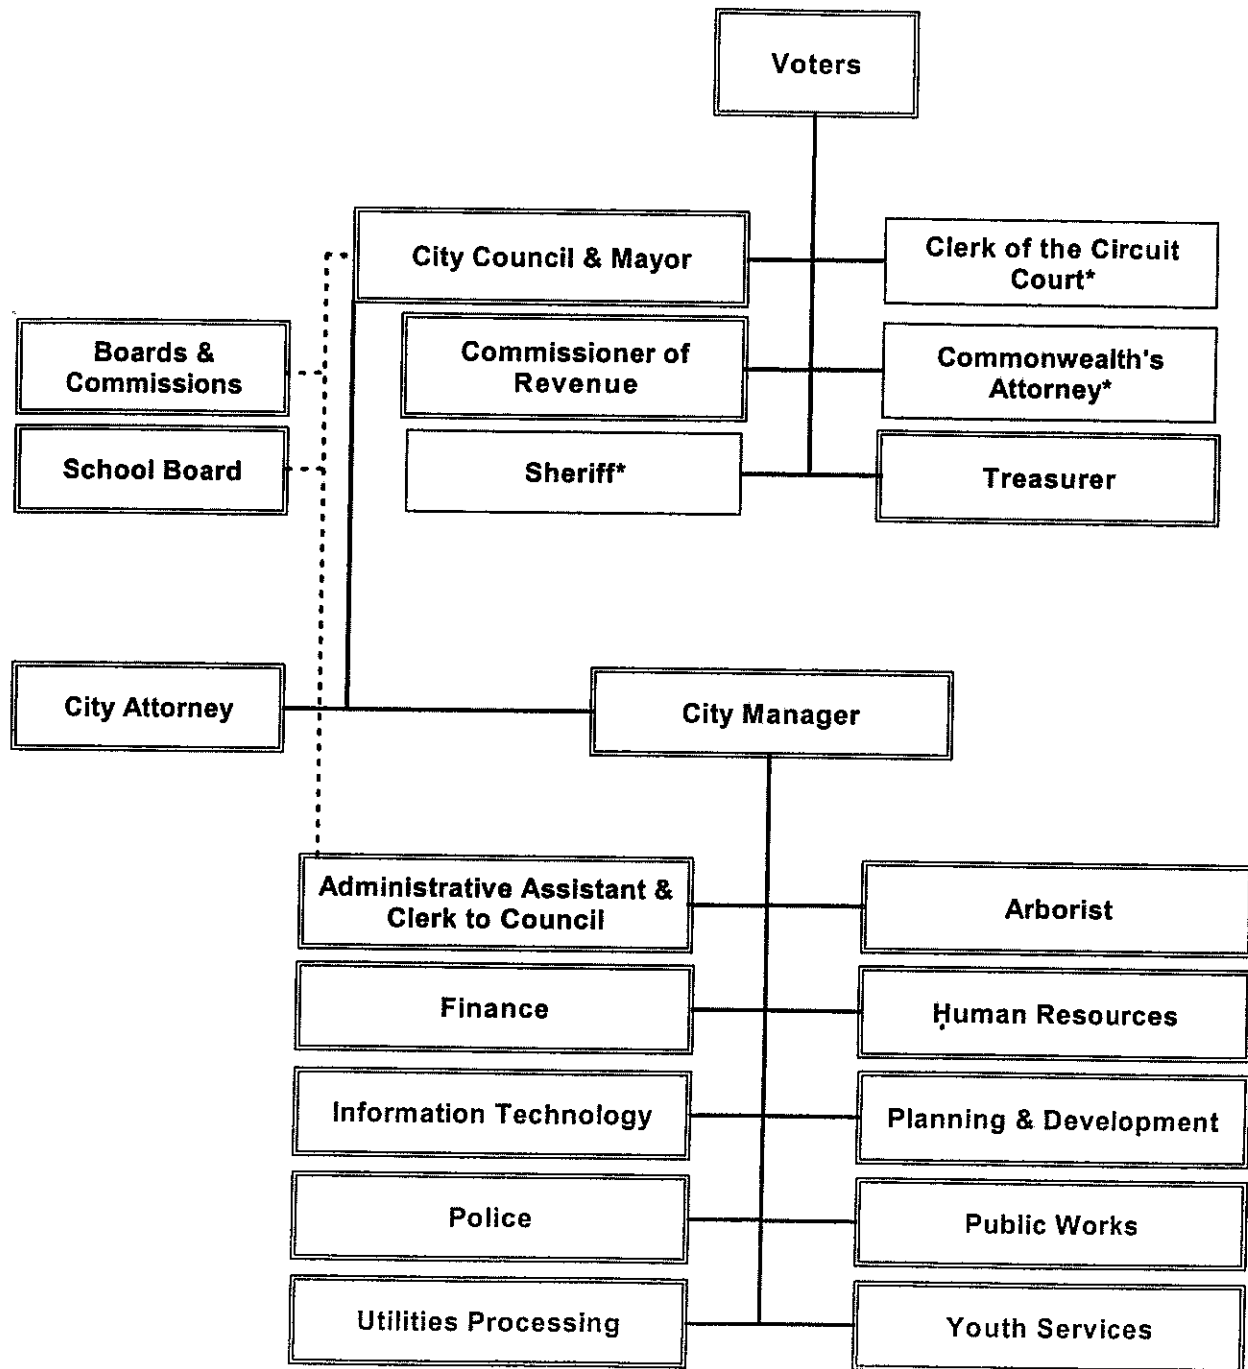 Voters
City Council & Mayor
Clerk of the Circuit
Court*
Boards &
Commissions
Commissioner of
Revenue
Commonwealth's
Attorney*
School Board
Sheriff*
Treasurer
City Attorney
City Manager
Administrative Assistant &
Clerk to Council
Arborist
Finance
Human Resources
Information Technology
Planning & Development
Police
Public Works
Utilities Processing
Youth Services